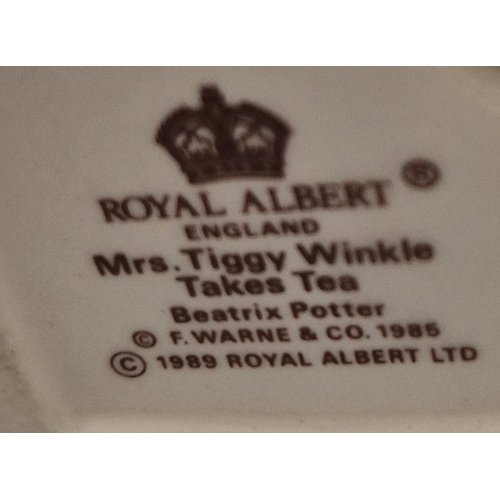 ROYAL ALBERT ®
ENGLAND
Mrs. Tiggy Winkle
Takes Tea
Beatrix Potter
© F. WARNE & CO. 1985
© 1989 ROYAL ALBERT LTD